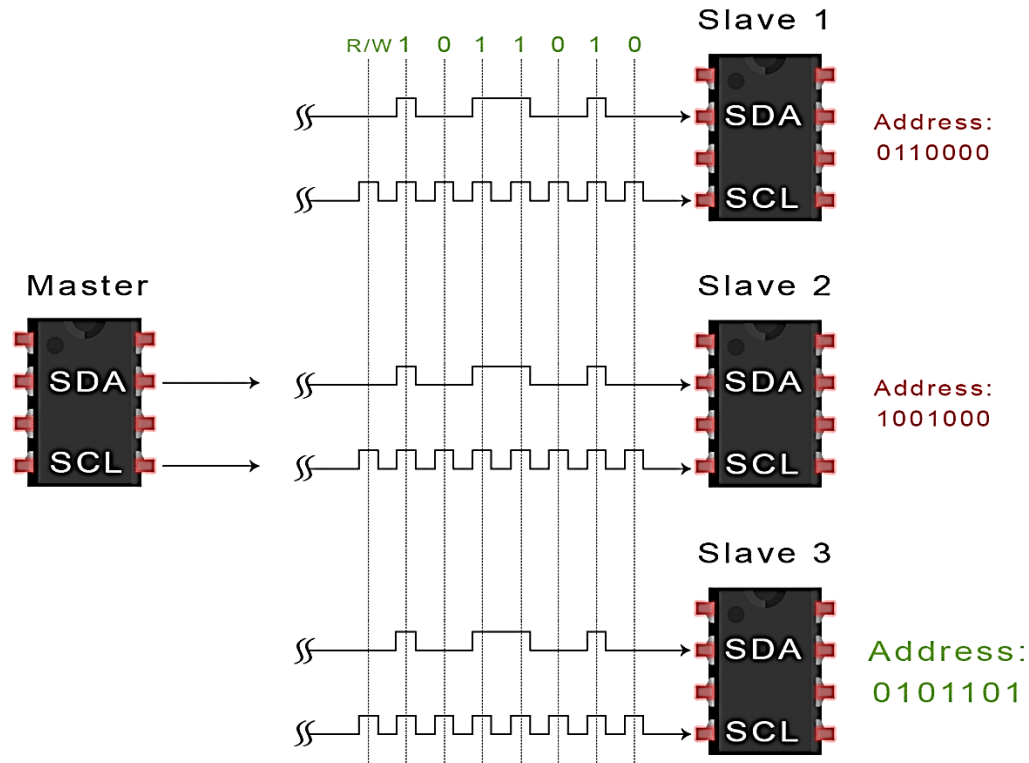 Slave 1
R/W 1 0 1 1 0 1 0
SDA
Address:
0110000
SCL
Master
SDA
SCL
Slave 2
SDA
Address:
1001000
SCL
Slave 3
SDA
Address:
0101101
SCL